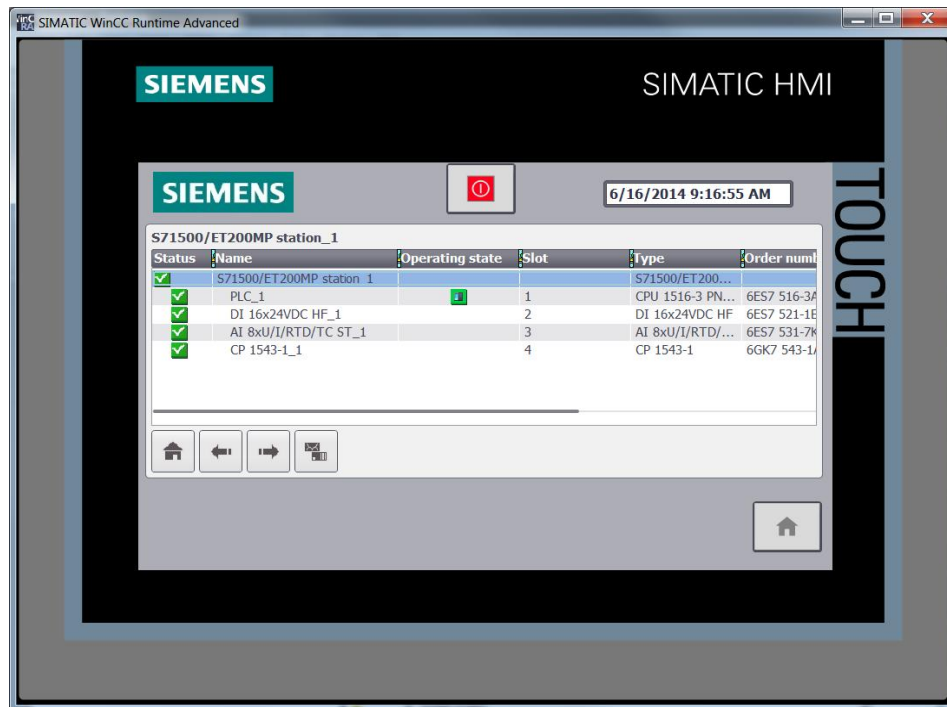 SIMATIC WinCC Runtime Advanced
SIEMENS SIMATIC HMI
TOUCH
SIEMENS 6/16/2014 9:16:55 AM
S71500/ET200MP station_1
Status Name Operating state Slot Type Order numb
S71500/ET200MP station_1 S71500/ET200...
PLC_1 1 CPU 1516-3 PN... 6ES7 516-3A
DI 16x24VDC HF_1 2 DI 16x24VDC HF 6ES7 521-1B
AI 8xU/I/RTD/TC ST_1 3 AI 8xU/I/RTD/... 6ES7 531-7K
CP 1543-1_1 4 CP 1543-1 6GK7 543-1A